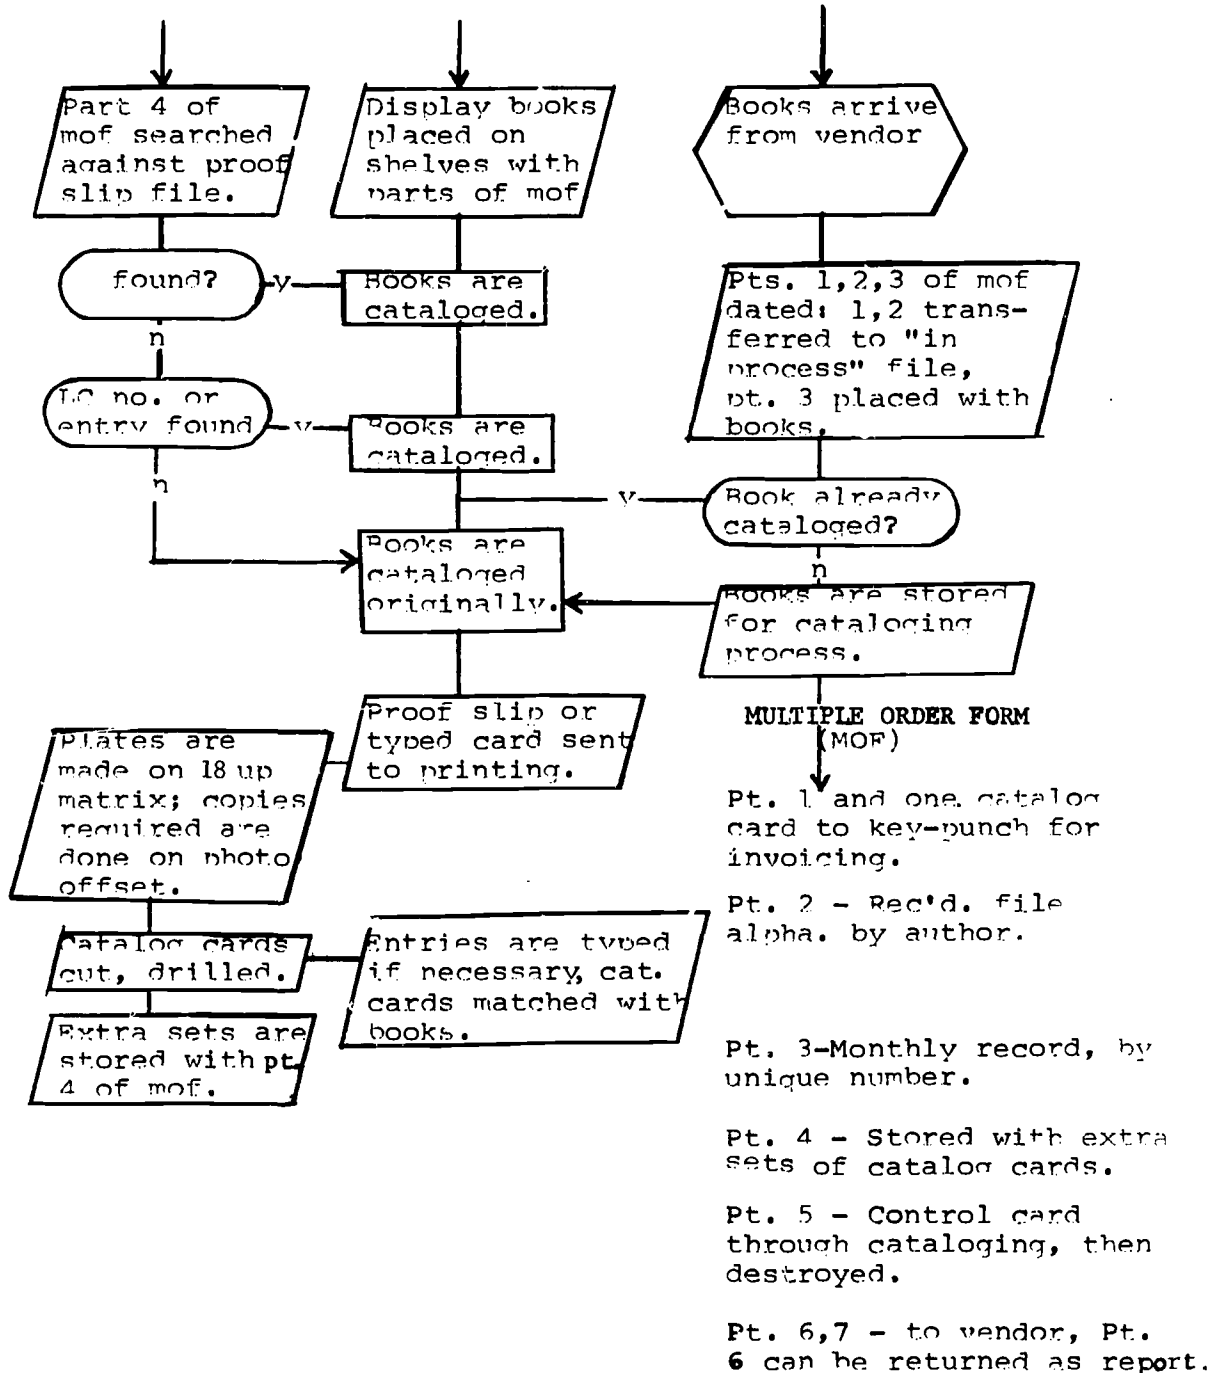 Part 4 of
mof searched
against proof
slip file.
Display books
placed on
shelves with
parts of mof
Books arrive
from vendor
found?
y
Books are
cataloged.
n
Pts. 1,2,3 of mof
dated: 1,2 trans-
ferred to "in
process" file,
pt. 3 placed with
books.
LC no. or
entry found
y
Books are
cataloged.
n
y
Book already
cataloged?
n
Books are
cataloged
originally.
Books are stored
for cataloging
process.
Proof slip or
typed card sent
to printing.
Plates are
made on 18 up
matrix; copies
required are
done on photo
offset.
Catalog cards
cut, drilled.
Entries are typed
if necessary, cat.
cards matched with
books.
Extra sets are
stored with pt.
4 of mof.
MULTIPLE ORDER FORM
(MOF)
Pt. 1 and one catalog
card to key-punch for
invoicing.
Pt. 2 - Rec'd. file
alpha. by author.
Pt. 3-Monthly record, by
unique number.
Pt. 4 - Stored with extra
sets of catalog cards.
Pt. 5 - Control card
through cataloging, then
destroyed.
Pt. 6,7 - to vendor, Pt.
6 can be returned as report.